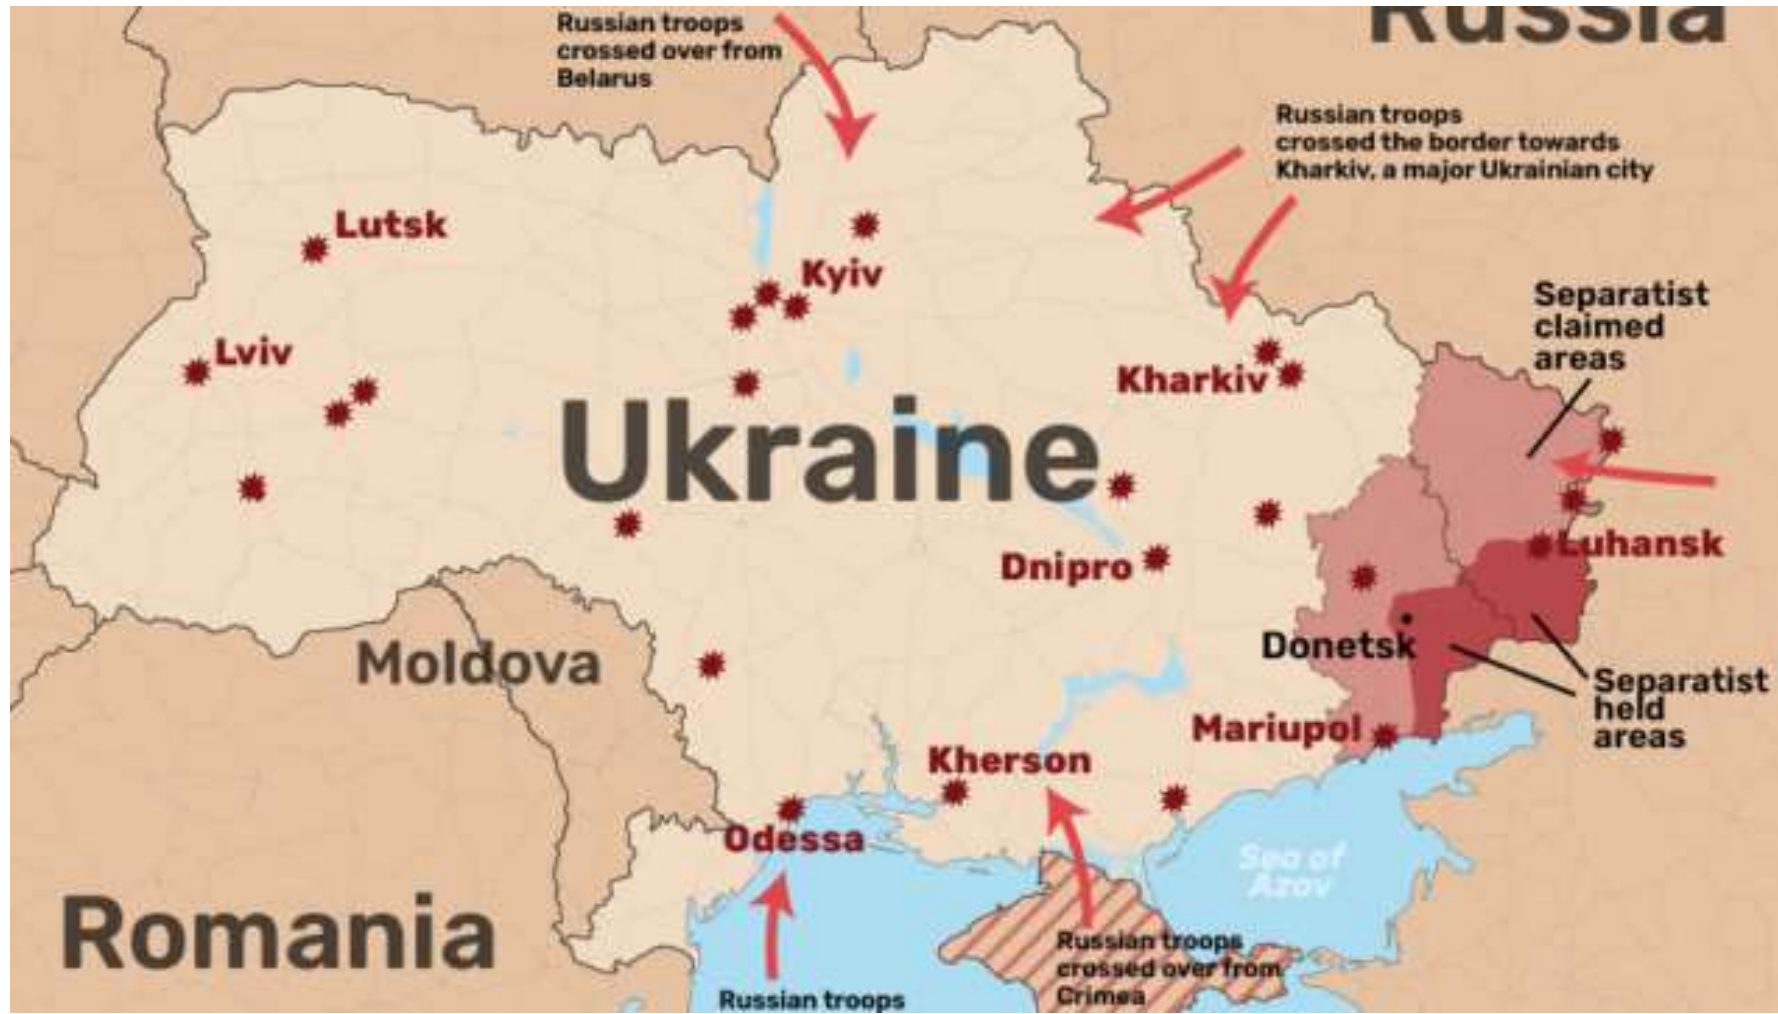 Russian troops
crossed over from
Belarus
Russia
Russian troops
crossed the border towards
Kharkiv, a major Ukrainian city
Lutsk
Kyiv
Separatist
claimed
areas
Lviv
Kharkiv
Ukraine
Luhansk
Dnipro
Donetsk
Moldova
Separatist
held
areas
Mariupol
Kherson
Odessa
Sea of
Azov
Romania
Russian troops
crossed over from
Crimea
Russian troops